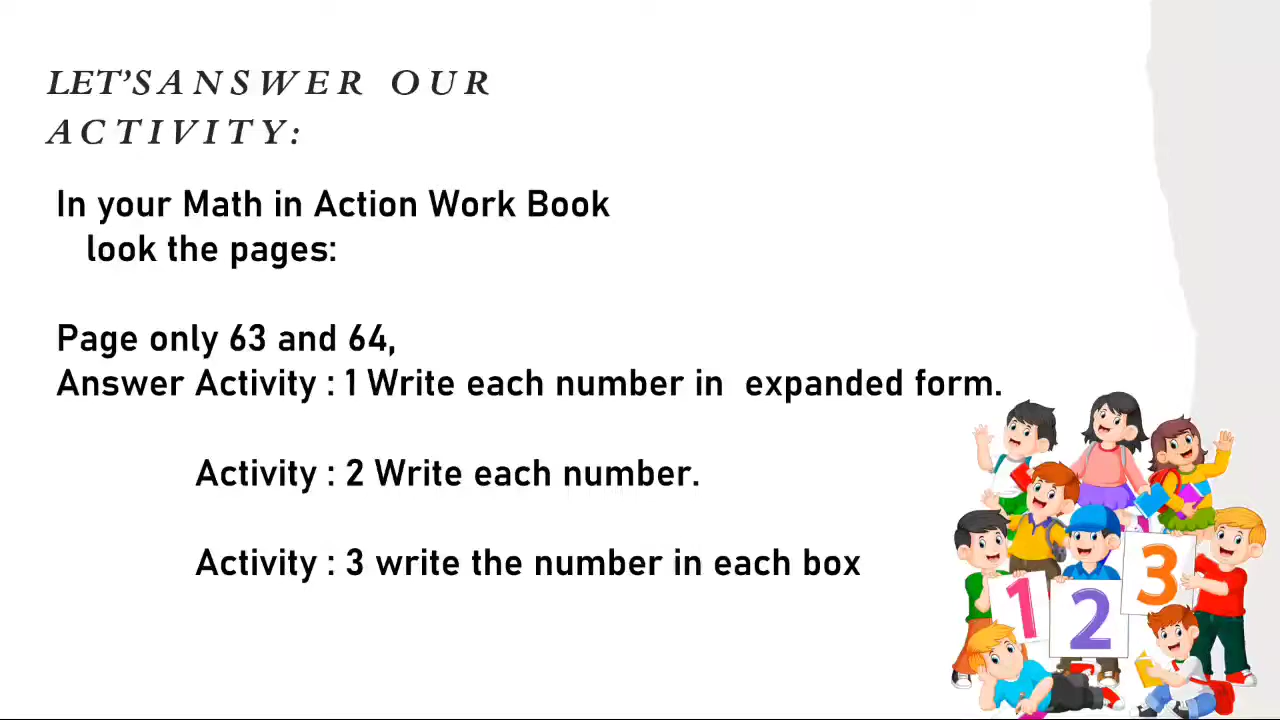 LET'S ANSWER OUR
ACTIVITY:
In your Math in Action Work Book
look the pages:
Page only 63 and 64,
Answer Activity : 1 Write each number in expanded form.
Activity : 2 Write each number.
Activity : 3 write the number in each box
1 2 3